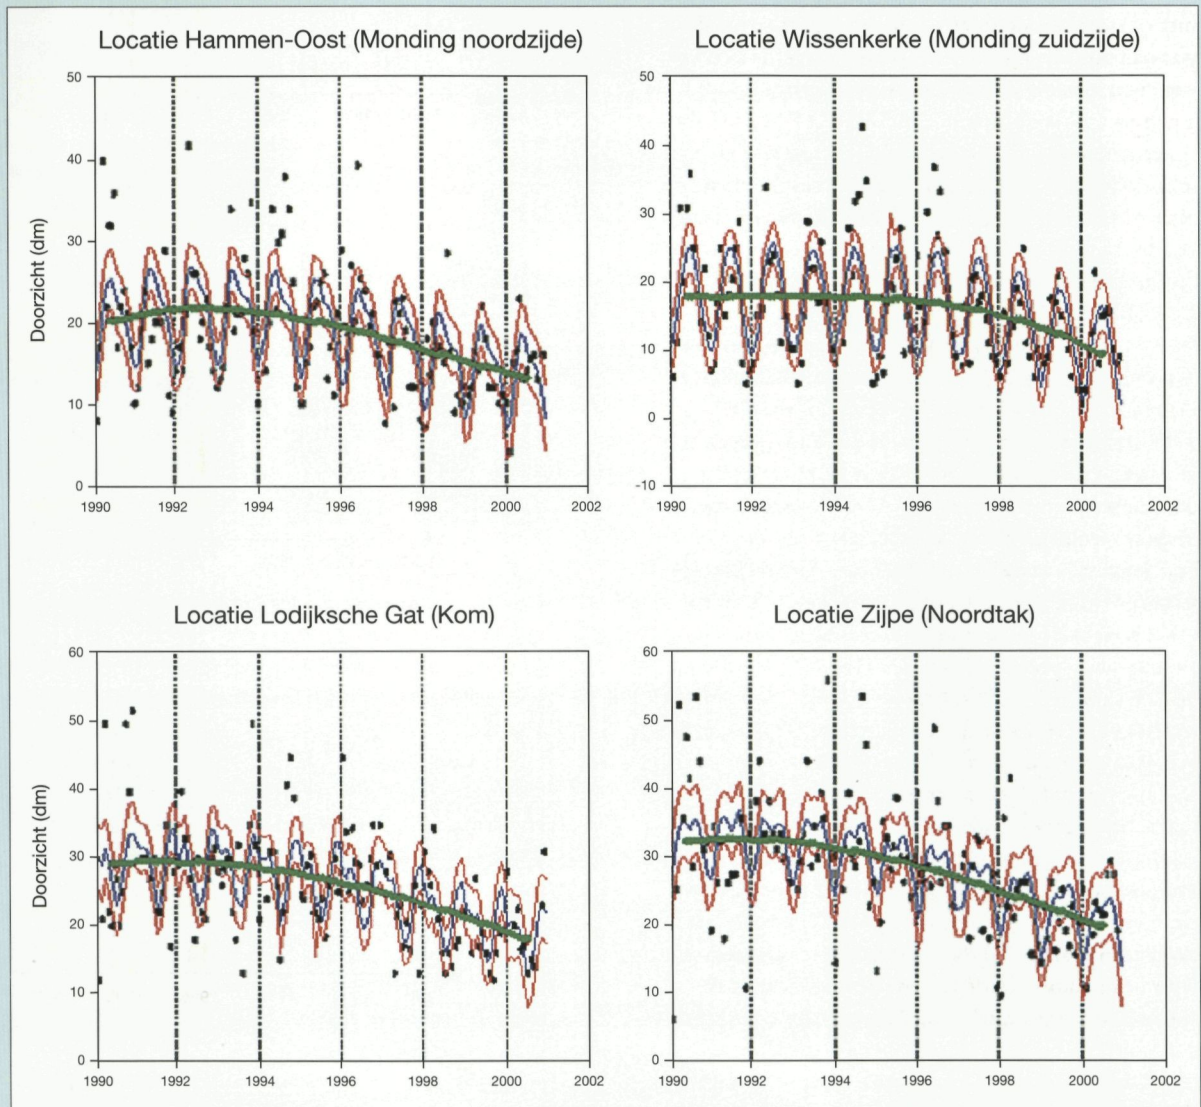 Locatie Hammen-Oost (Monding noordzijde)
Doorzicht (dm)
50
40
30
20
10
0
1990 1992 1994 1996 1998 2000 2002
Locatie Wissenkerke (Monding zuidzijde)
50
40
30
20
10
0
-10
1990 1992 1994 1996 1998 2000 2002
Locatie Lodijksche Gat (Kom)
Doorzicht (dm)
60
50
40
30
20
10
0
1990 1992 1994 1996 1998 2000 2002
Locatie Zijpe (Noordtak)
60
50
40
30
20
10
0
1990 1992 1994 1996 1998 2000 2002